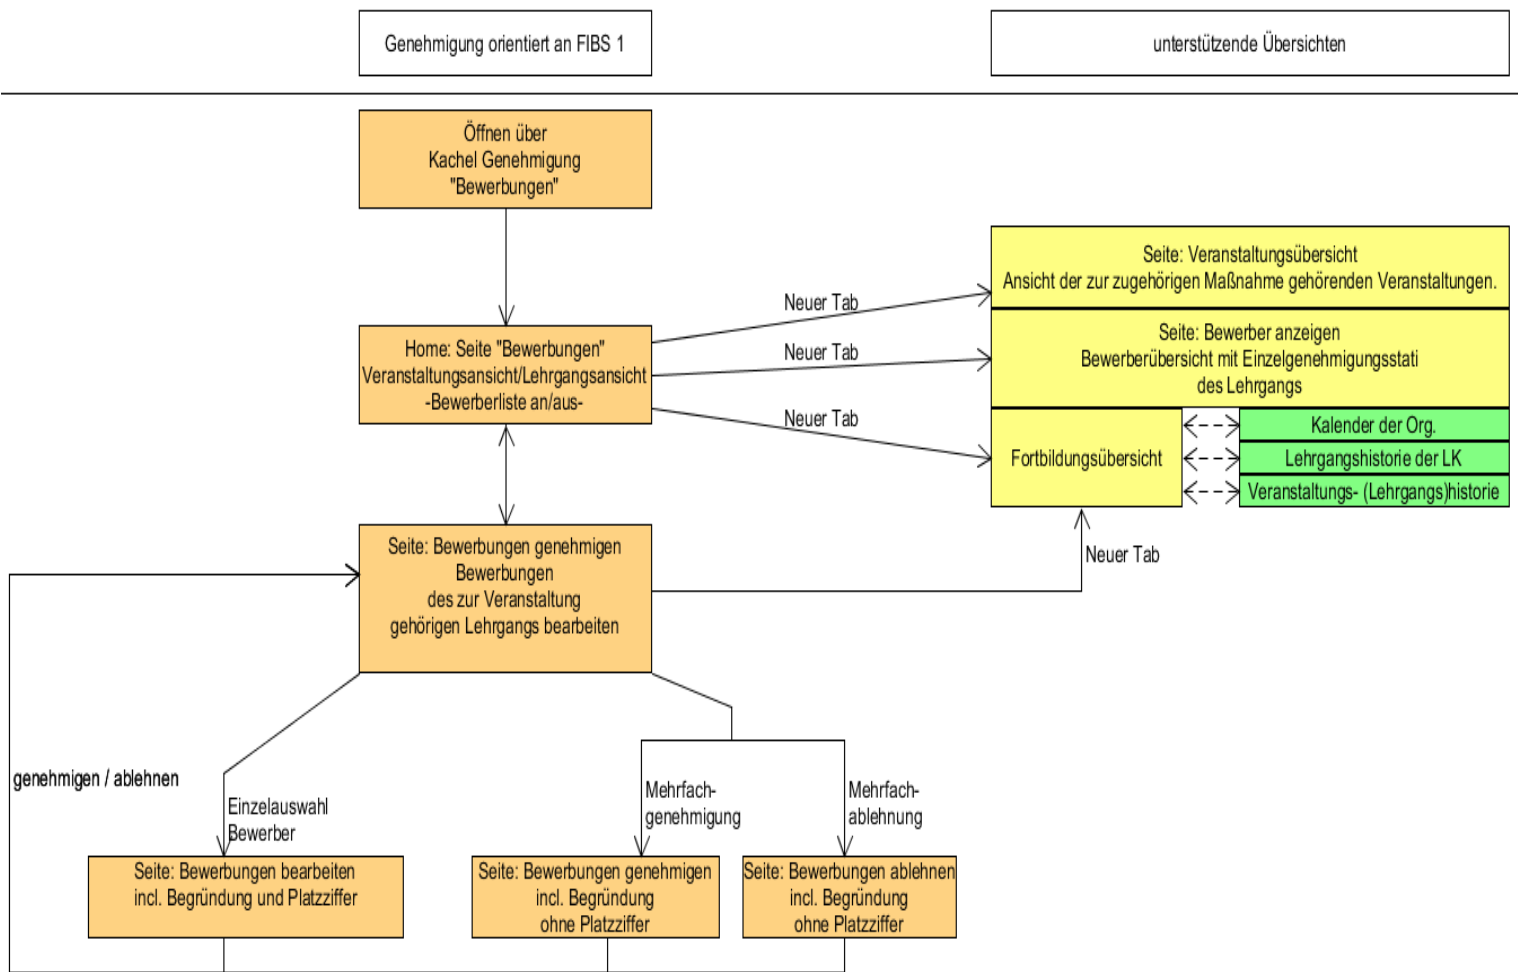 Genehmigung orientiert an FIBS 1
unterstützende Übersichten
Öffnen über
Kachel Genehmigung
"Bewerbungen"
Seite: Veranstaltungsübersicht
Ansicht der zur zugehörigen Maßnahme gehörenden Veranstaltungen.
Neuer Tab
Home: Seite "Bewerbungen"
Veranstaltungsansicht/Lehrgangsansicht
-Bewerberliste an/aus-
Neuer Tab
Seite: Bewerber anzeigen
Bewerberübersicht mit Einzelgenehmigungsstati
des Lehrgangs
Neuer Tab
Fortbildungsübersicht
Kalender der Org.
Lehrgangshistorie der LK
Veranstaltungs- (Lehrgangs)historie
Seite: Bewerbungen genehmigen
Bewerbungen
des zur Veranstaltung
gehörigen Lehrgangs bearbeiten
Neuer Tab
genehmigen / ablehnen
Einzelauswahl
Bewerber
Mehrfach-
genehmigung
Mehrfach-
ablehnung
Seite: Bewerbungen bearbeiten
incl. Begründung und Platzziffer
Seite: Bewerbungen genehmigen
incl. Begründung
ohne Platzziffer
Seite: Bewerbungen ablehnen
incl. Begründung
ohne Platzziffer